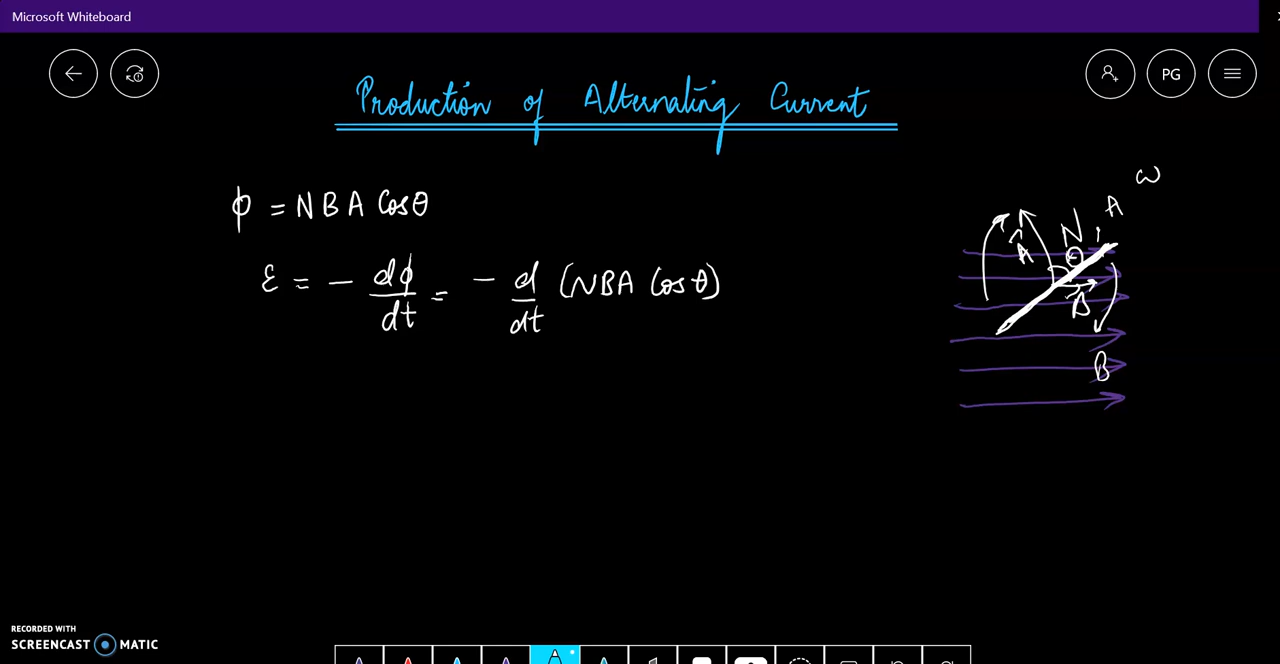 Microsoft Whiteboard
PG
Production of Alternating Current
ϕ = NBA Cosθ
ε = - dϕ/dt = - d/dt (NBA Cosθ)
ω
N, A
Â
θ
B
B
RECORDED WITH
SCREENCAST MATIC